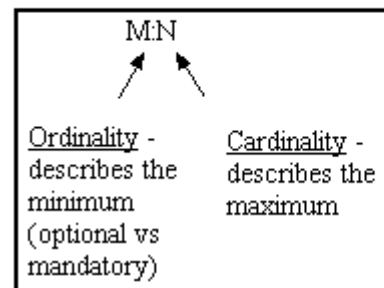 M:N
Ordinality -
describes the
minimum
(optional vs
mandatory)
Cardinality -
describes the
maximum